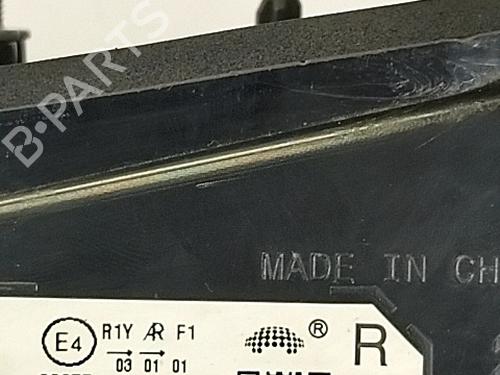 B-PARTS
MADE IN CH
E4 R1Y AR F1 ® R
03 01 01